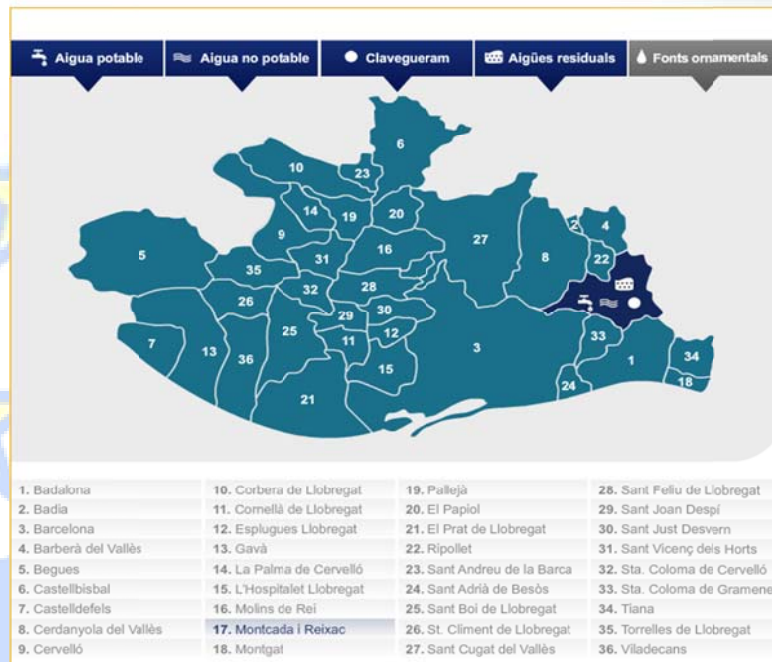 Aigua potable
Aigua no potable
Clavegueram
Aigües residuals
Fonts ornamentals
6
10
23
14
19
20
9
2
4
5
31
16
27
8
22
35
32
28
26
29
30
25
12
33
7
13
36
11
3
1
34
15
24
18
21
1. Badalona
2. Badia
3. Barcelona
4. Barberà del Vallès
5. Begues
6. Castellbisbal
7. Castelldefels
8. Cerdanyola del Vallès
9. Cervelló
10. Corbera de Llobregat
11. Cornellà de Llobregat
12. Esplugues Llobregat
13. Gavà
14. La Palma de Cervelló
15. L'Hospitalet Llobregat
16. Molins de Rei
17. Montcada i Reixac
18. Montgat
19. Pallejà
20. El Papiol
21. El Prat de Llobregat
22. Ripollet
23. Sant Andreu de la Barca
24. Sant Adrià de Besòs
25. Sant Boi de Llobregat
26. St. Climent de Llobregat
27. Sant Cugat del Vallès
28. Sant Feliu de Llobregat
29. Sant Joan Despí
30. Sant Just Desvern
31. Sant Vicenç dels Horts
32. Sta. Coloma de Cervelló
33. Sta. Coloma de Gramene
34. Tiana
35. Torrelles de Llobregat
36. Viladecans